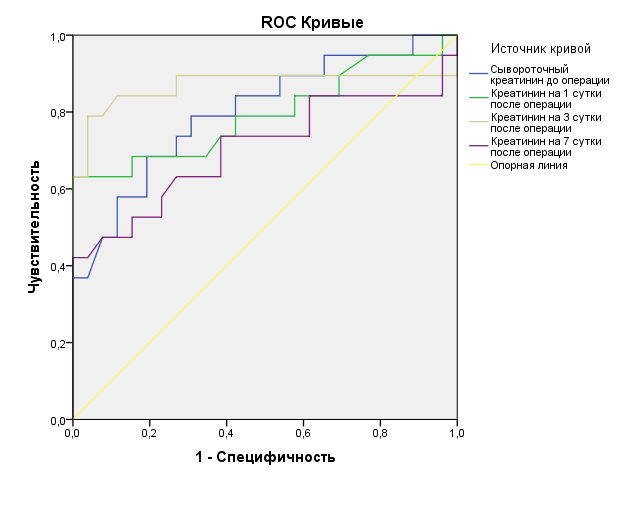 ROC Кривые
Источник кривой
Сывороточный
креатинин до операции
Креатинин на 1 сутки
после операции
Креатинин на 3 сутки
после операции
Креатинин на 7 сутки
после операции
Опорная линия
Чувствительность
1,0
0,8
0,6
0,4
0,2
0,0
0,0 0,2 0,4 0,6 0,8 1,0
1 - Специфичность